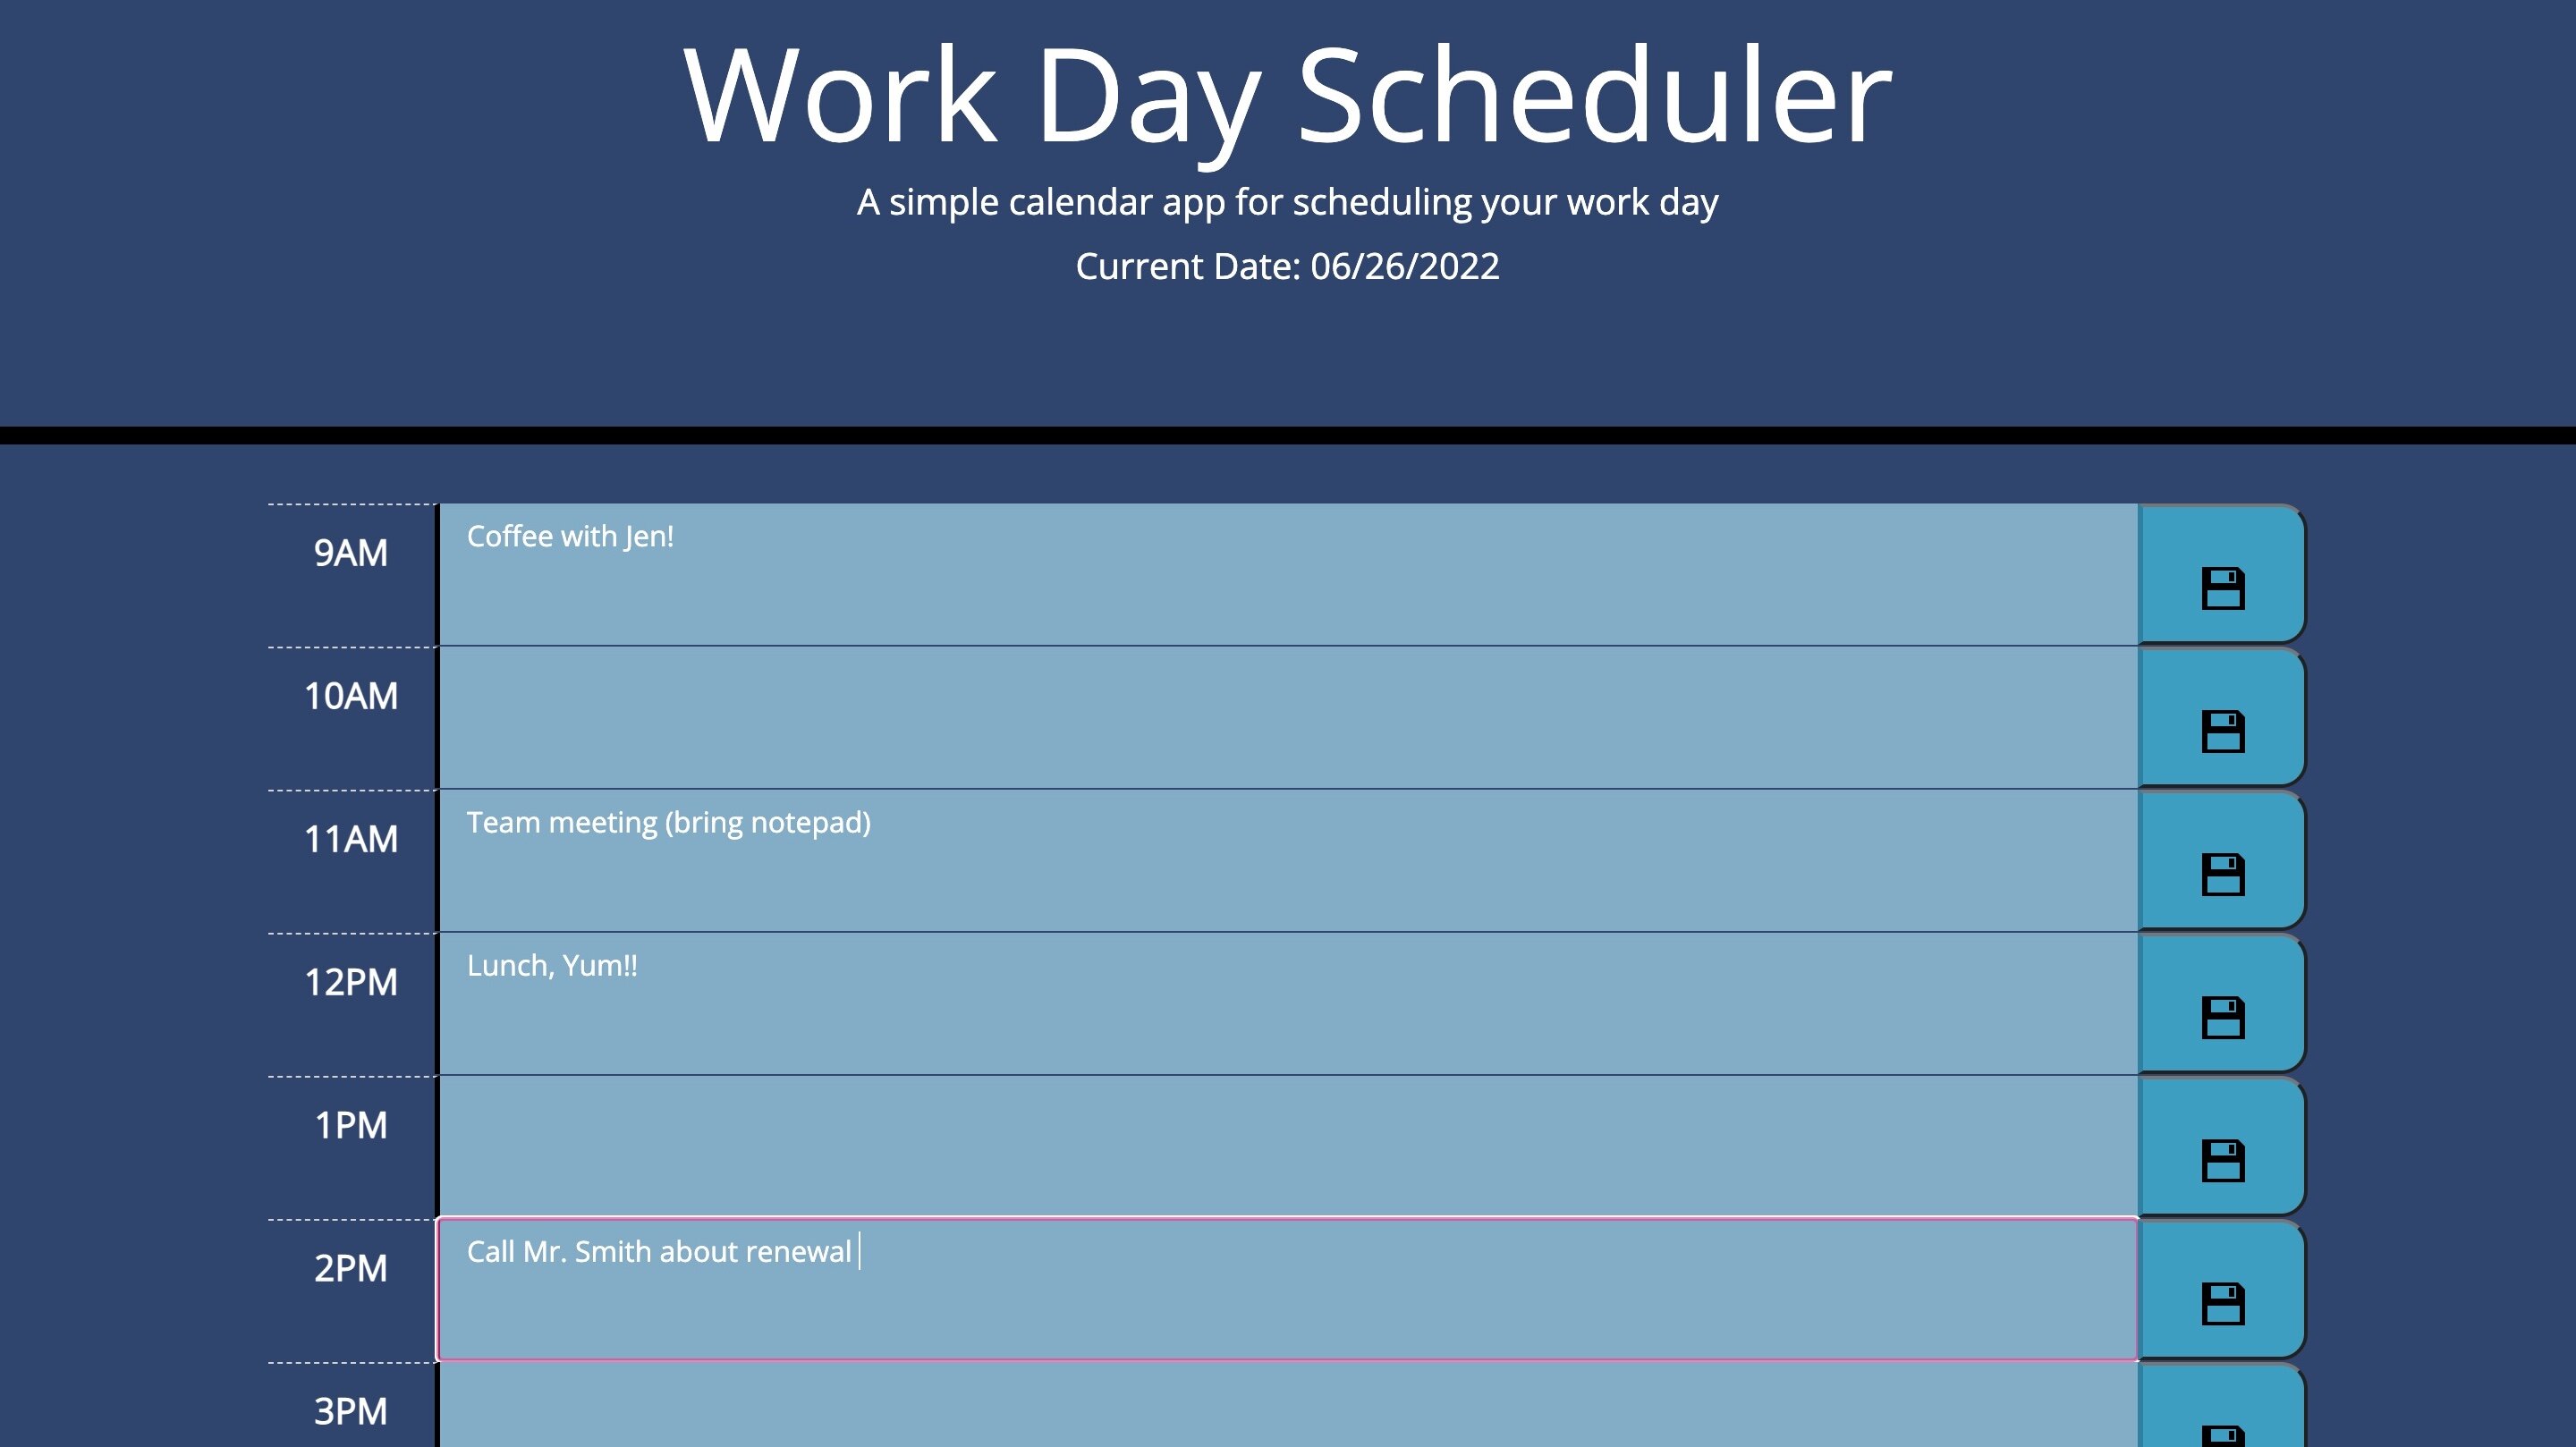 Work Day Scheduler
A simple calendar app for scheduling your work day
Current Date: 06/26/2022
9AM
Coffee with Jen!
10AM
11AM
Team meeting (bring notepad)
12PM
Lunch, Yum!!
1PM
2PM
Call Mr. Smith about renewal
3PM